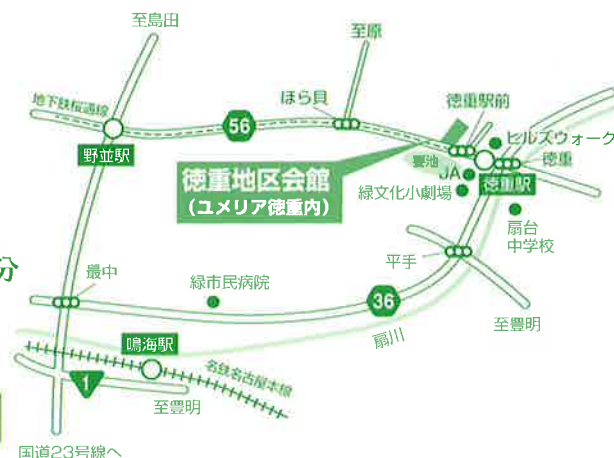 至島田
至原
地下鉄桜通線
ほら貝
徳重駅前
56
ヒルズウォーク
野並駅
要池
徳重
徳重地区会館
(ユメリア徳重内)
JA
徳重駅
緑文化小劇場
扇台
中学校
分
最中
平手
緑市民病院
36
至豊明
扇川
鳴海駅
名鉄名古屋本線
1
至豊明
国道23号線へ